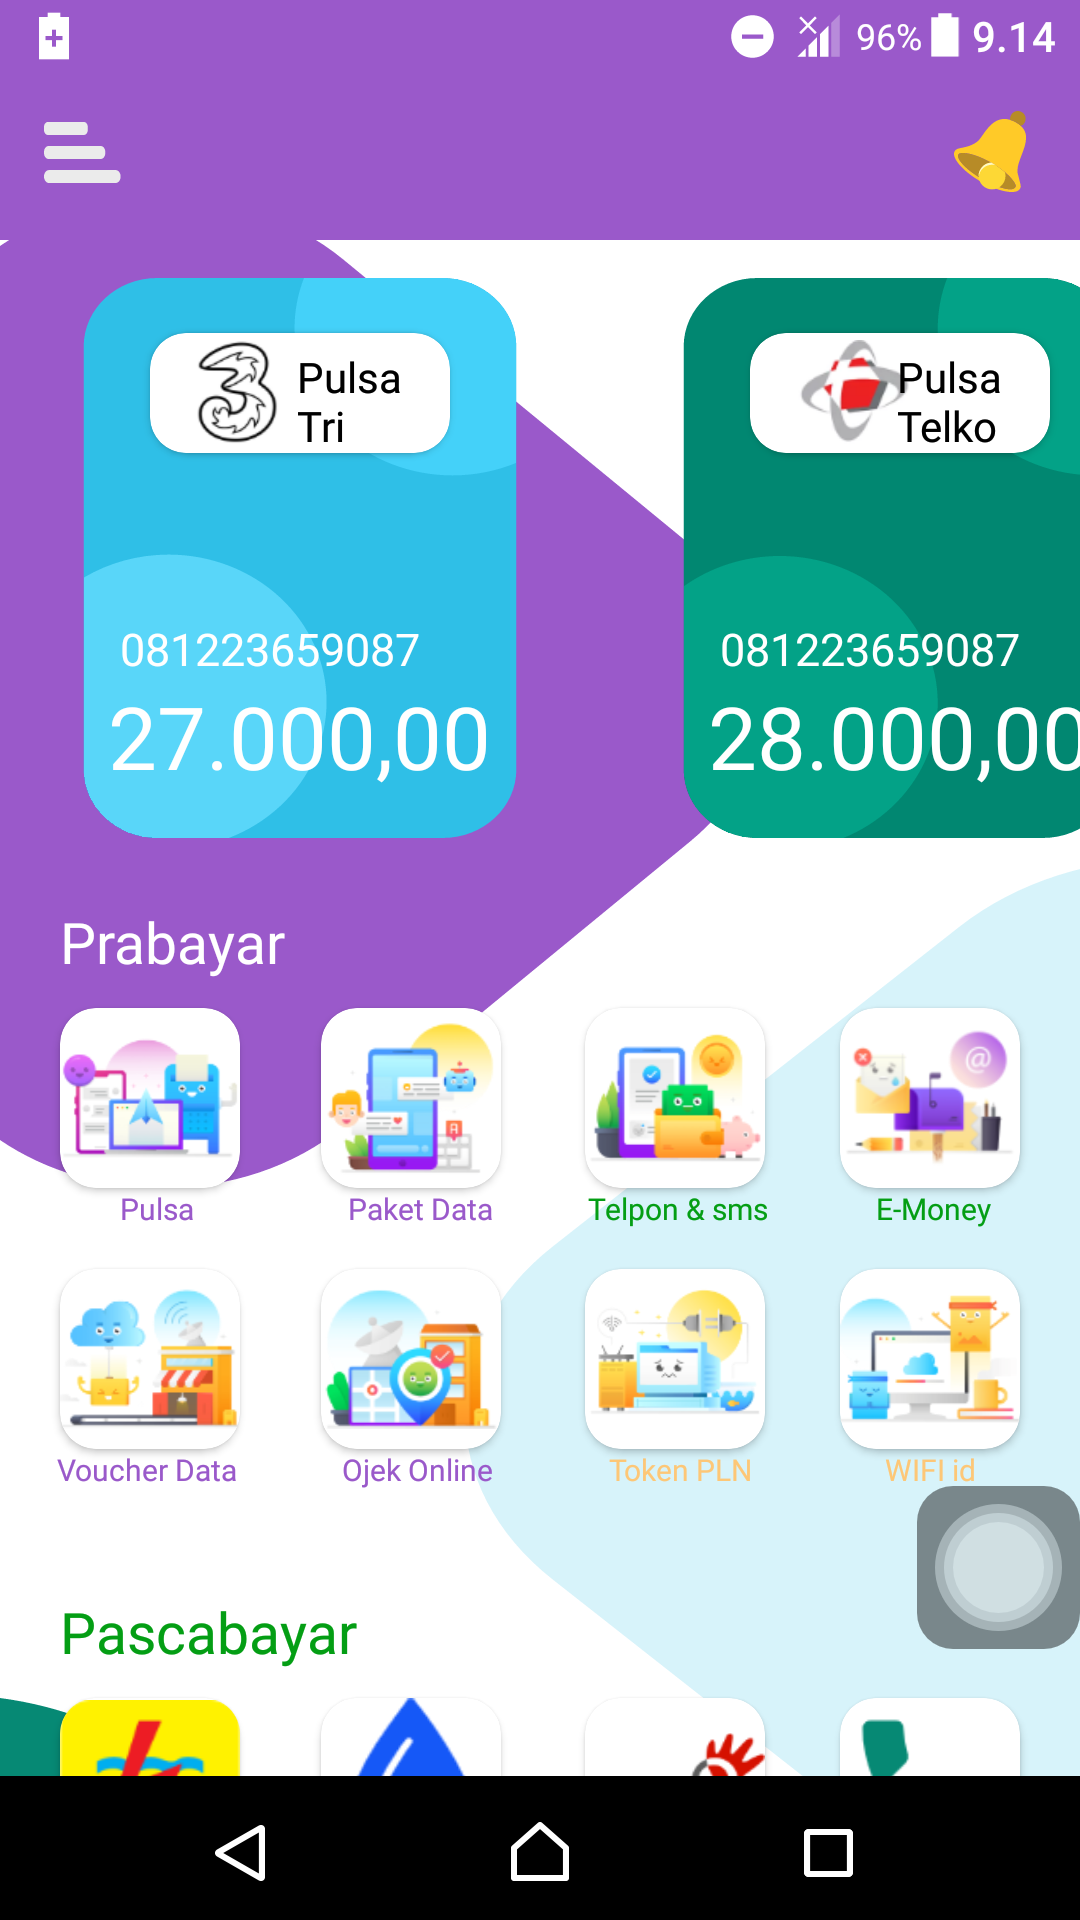 96% 9.14
Pulsa
Tri
Pulsa
Telko
081223659087
081223659087
27.000,00
28.000,00
Prabayar
Pulsa
Paket Data
Telpon & sms
E-Money
Voucher Data
Ojek Online
Token PLN
WIFI id
Pascabayar